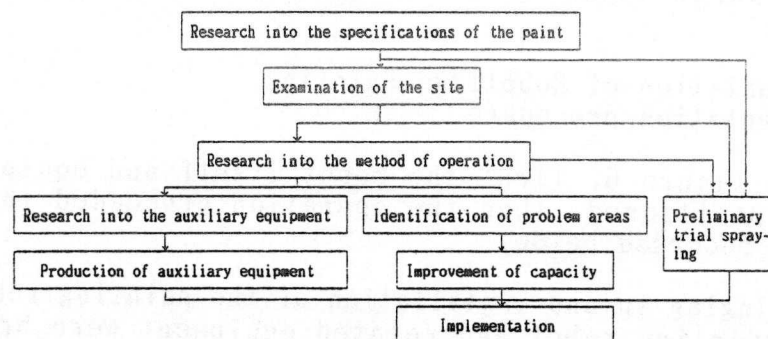 Research into the specifications of the paint
Examination of the site
Research into the method of operation
Research into the auxiliary equipment
Identification of problem areas
Preliminary
trial spray-
ing
Production of auxiliary equipment
Improvement of capacity
Implementation